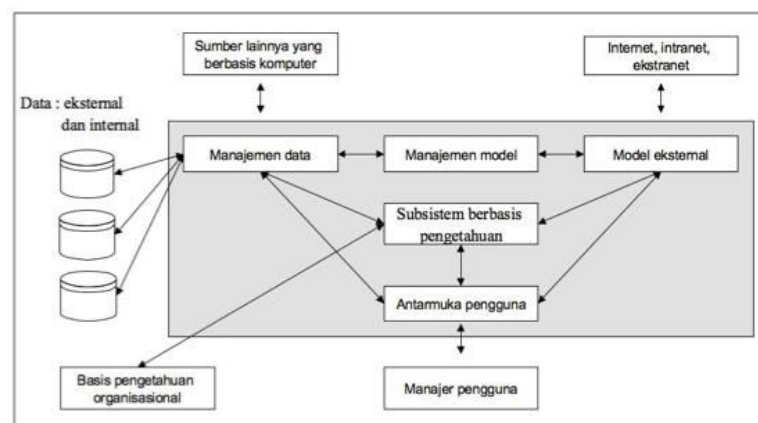 Sumber lainnya yang
berbasis komputer
Internet, intranet,
ekstranet
Data : eksternal
dan internal
Manajemen data
Manajemen model
Model eksternal
Subsistem berbasis
pengetahuan
Antarmuka pengguna
Basis pengetahuan
organisasional
Manajer pengguna